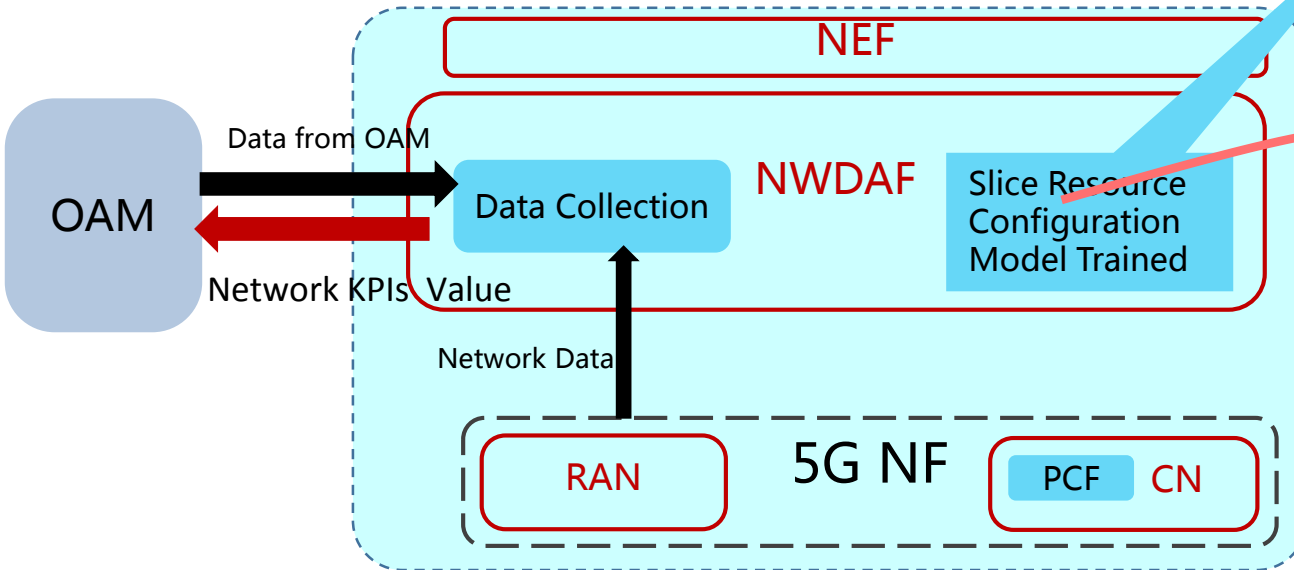 NEF
Data from OAM
OAM
Data Collection
NWDAF
Slice Resource
Configuration
Model Trained
Network KPIs Value
Network Data
RAN
5G NF
PCF
CN